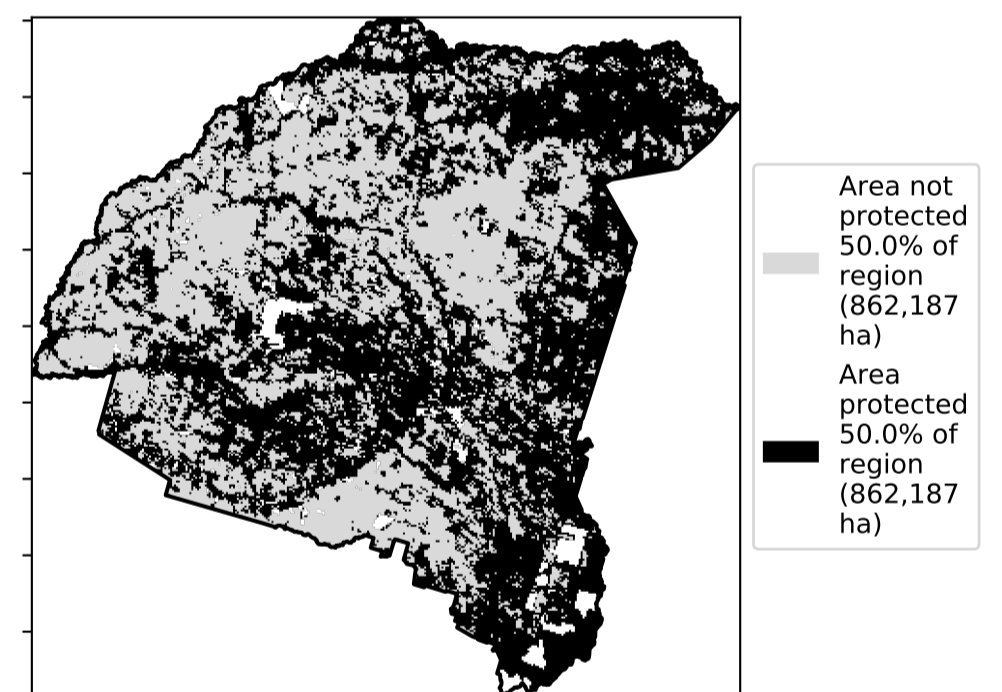 Area not
protected
50.0% of
region
(862,187
ha)
Area
protected
50.0% of
region
(862,187
ha)